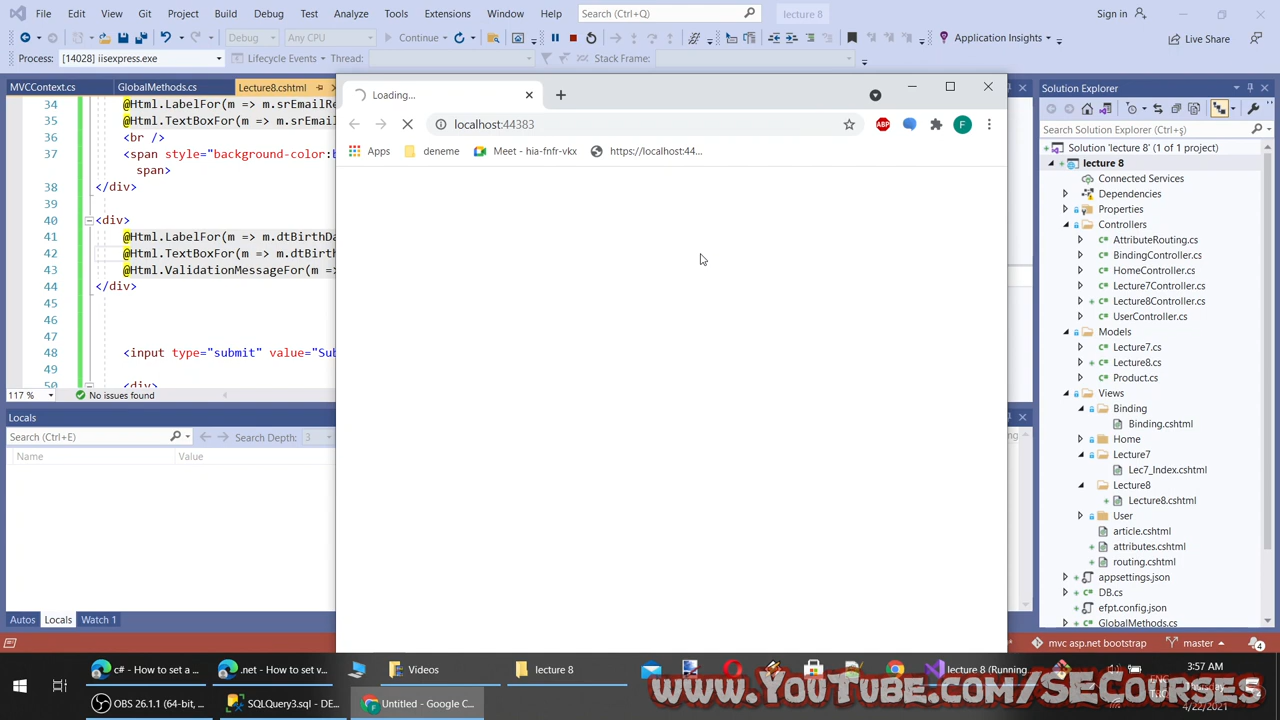 File Edit View Git Project Build Debug Test Analyze Tools Extensions Window Help Search (Ctrl+Q) lecture 8 Sign in
Debug Any CPU Continue Application Insights Live Share
Process: [14028] iisexpress.exe Lifecycle Events Thread: Stack Frame:
MVCContext.cs GlobalMethods.cs Lecture8.cshtml
34 @Html.LabelFor(m => m.srEmailRe
35 @Html.TextBoxFor(m => m.srEmail
36 <br />
37 <span style="background-color:b
span>
38 </div>
39
40 <div>
41 @Html.LabelFor(m => m.dtBirthDa
42 @Html.TextBoxFor(m => m.dtBirth
43 @Html.ValidationMessageFor(m =>
44 </div>
45
46
47
48 <input type="submit" value="Sub
49
50 <div>
117 % No issues found
Locals
Search (Ctrl+E) Search Depth: 3
Name Value
Autos Locals Watch 1
Loading...
localhost:44383
ABP F
Apps deneme Meet - hia-fnfr-vkx https://localhost:44...
Solution Explorer
Search Solution Explorer (Ctrl+ş)
Solution 'lecture 8' (1 of 1 project)
lecture 8
Connected Services
Dependencies
Properties
Controllers
AttributeRouting.cs
BindingController.cs
HomeController.cs
Lecture7Controller.cs
Lecture8Controller.cs
UserController.cs
Models
Lecture7.cs
Lecture8.cs
Product.cs
Views
Binding
Binding.cshtml
Home
Lecture7
Lec7_Index.cshtml
Lecture8
Lecture8.cshtml
User
article.cshtml
attributes.cshtml
routing.cshtml
appsettings.json
DB.cs
efpt.config.json
GlobalMethods.cs
mvc asp.net bootstrap master 4
c# - How to set a ... .net - How to set v... Videos lecture 8 lecture 8 (Running)
3:57 AM
4/22/2021
OBS 26.1.1 (64-bit, ... SQLQuery3.sql - DE... Untitled - Google C...
www.YouTube.com/SECourses